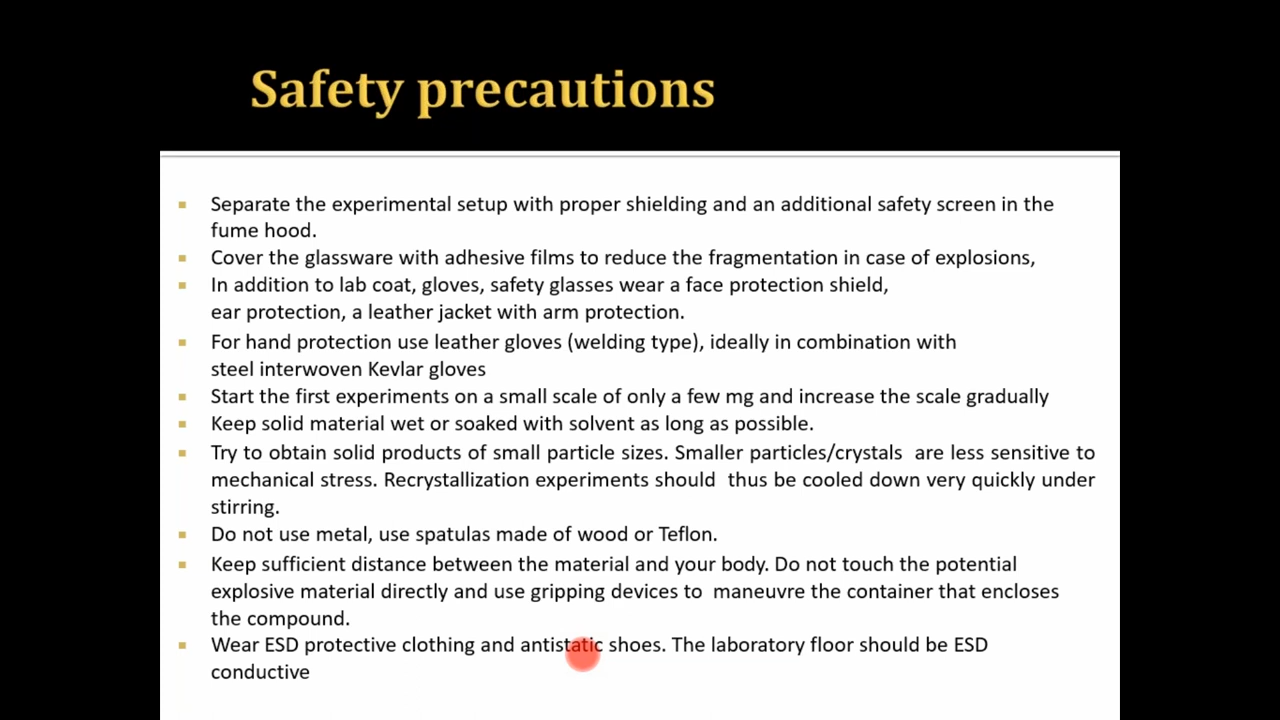 Safety precautions
Separate the experimental setup with proper shielding and an additional safety screen in the
fume hood.
Cover the glassware with adhesive films to reduce the fragmentation in case of explosions,
In addition to lab coat, gloves, safety glasses wear a face protection shield,
ear protection, a leather jacket with arm protection.
For hand protection use leather gloves (welding type), ideally in combination with
steel interwoven Kevlar gloves
Start the first experiments on a small scale of only a few mg and increase the scale gradually
Keep solid material wet or soaked with solvent as long as possible.
Try to obtain solid products of small particle sizes. Smaller particles/crystals  are less sensitive to
mechanical stress. Recrystallization experiments should  thus be cooled down very quickly under
stirring.
Do not use metal, use spatulas made of wood or Teflon.
Keep sufficient distance between the material and your body. Do not touch the potential
explosive material directly and use gripping devices to  maneuvre the container that encloses
the compound.
Wear ESD protective clothing and antistatic shoes. The laboratory floor should be ESD
conductive